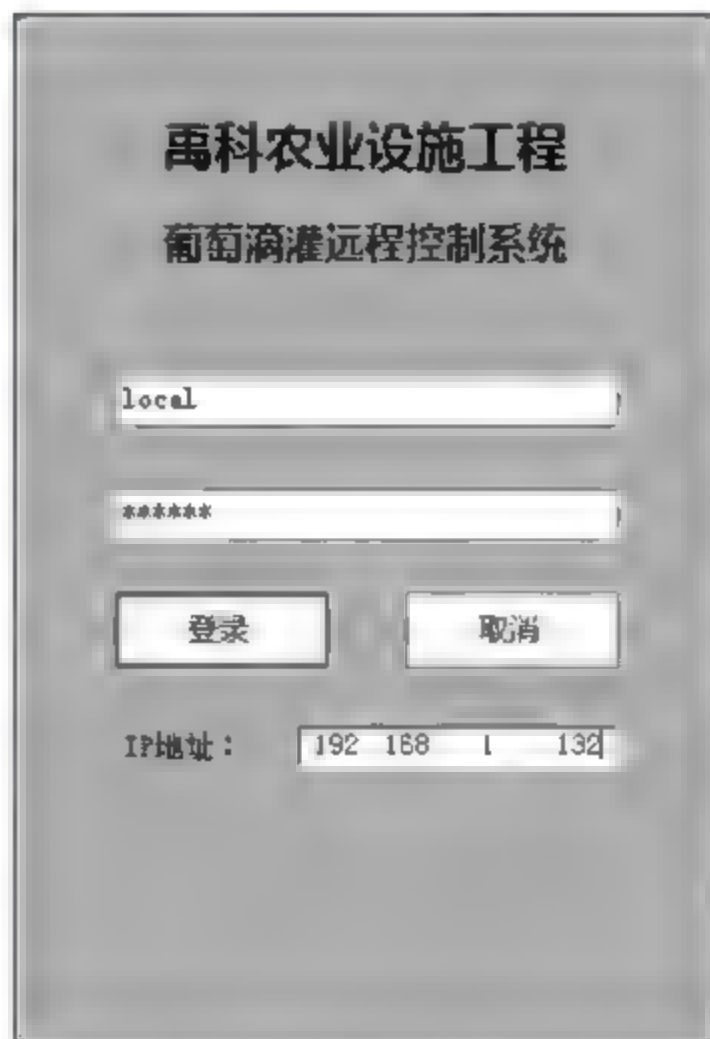 禹科农业设施工程
葡萄滴灌远程控制系统
local
******
登录 取消
IP地址： 192 168 1 132